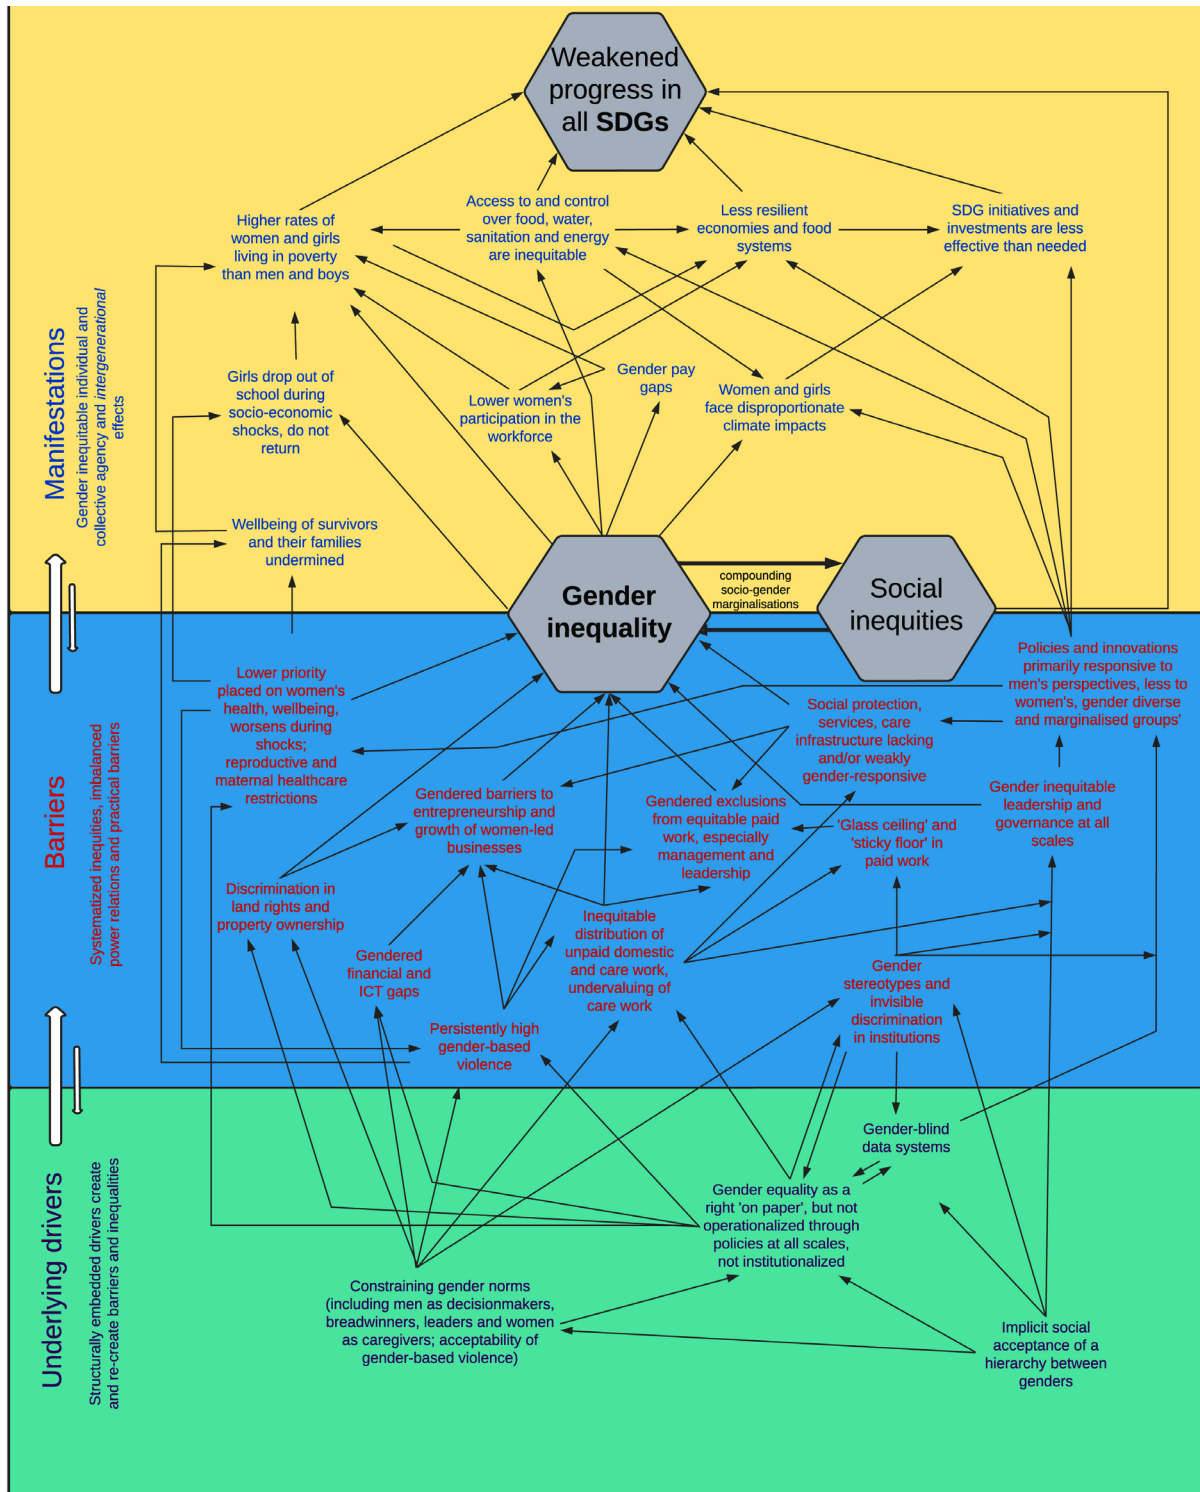 Weakened
progress in
all SDGs
Higher rates of
women and girls
living in poverty
than men and boys
Access to and control
over food, water,
sanitation and energy
are inequitable
Less resilient
economies and food
systems
SDG initiatives and
investments are less
effective than needed
Girls drop out of
school during
socio-economic
shocks, do not
return
Lower women's
participation in the
workforce
Gender pay
gaps
Women and girls
face disproportionate
climate impacts
Wellbeing of survivors
and their families
undermined
Manifestations
Gender inequitable individual and
collective agency and intergenerational
effects
Gender
inequality
compounding
socio-gender
marginalisations
Social
inequities
Barriers
Systematized inequities, imbalanced
power relations and practical barriers
Lower priority
placed on women's
health, wellbeing,
worsens during
shocks;
reproductive and
maternal healthcare
restrictions
Policies and innovations
primarily responsive to
men's perspectives, less to
women's, gender diverse
and marginalised groups'
Social protection,
services, care
infrastructure lacking
and/or weakly
gender-responsive
Gendered barriers to
entrepreneurship and
growth of women-led
businesses
Gendered exclusions
from equitable paid
work, especially
management and
leadership
'Glass ceiling' and
'sticky floor' in
paid work
Gender inequitable
leadership and
governance at all
scales
Discrimination in
land rights and
property ownership
Gendered
financial and
ICT gaps
Inequitable
distribution of
unpaid domestic
and care work,
undervaluing of
care work
Gender
stereotypes and
invisible
discrimination
in institutions
Persistently high
gender-based
violence
Underlying drivers
Structurally embedded drivers create
and re-create barriers and inequalities
Gender-blind
data systems
Gender equality as a
right 'on paper', but not
operationalized through
policies at all scales,
not institutionalized
Constraining gender norms
(including men as decisionmakers,
breadwinners, leaders and women
as caregivers; acceptability of
gender-based violence)
Implicit social
acceptance of a
hierarchy between
genders